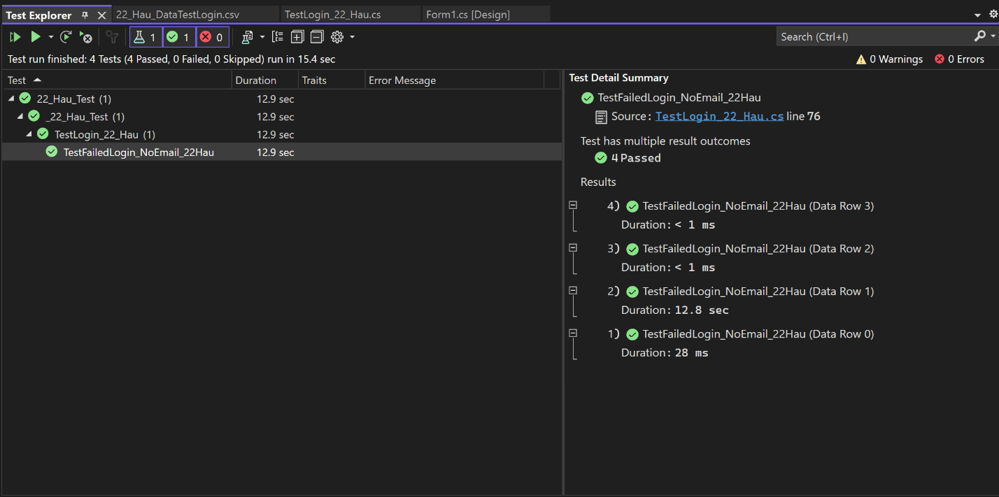 Test Explorer 22_Hau_DataTestLogin.csv TestLogin_22_Hau.cs Form1.cs [Design]
1 1 0 Search (Ctrl+I)
Test run finished: 4 Tests (4 Passed, 0 Failed, 0 Skipped) run in 15.4 sec 0 Warnings 0 Errors
Test Duration Traits Error Message
22_Hau_Test (1) 12.9 sec
_22_Hau_Test (1) 12.9 sec
TestLogin_22_Hau (1) 12.9 sec
TestFailedLogin_NoEmail_22Hau 12.9 sec
Test Detail Summary
TestFailedLogin_NoEmail_22Hau
Source: TestLogin_22_Hau.cs line 76
Test has multiple result outcomes
4 Passed
Results
4) TestFailedLogin_NoEmail_22Hau (Data Row 3)
Duration: < 1 ms
3) TestFailedLogin_NoEmail_22Hau (Data Row 2)
Duration: < 1 ms
2) TestFailedLogin_NoEmail_22Hau (Data Row 1)
Duration: 12.8 sec
1) TestFailedLogin_NoEmail_22Hau (Data Row 0)
Duration: 28 ms